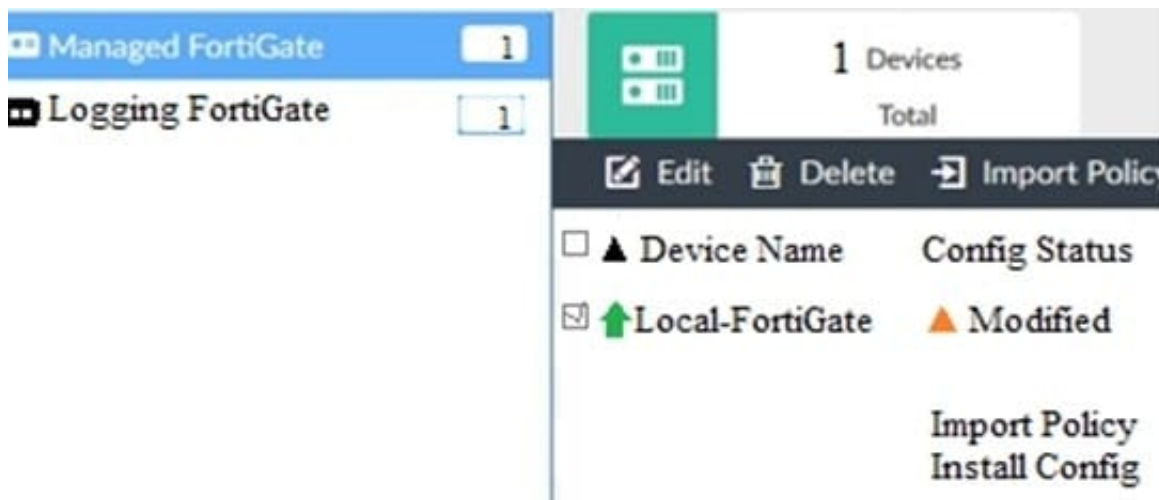 Managed FortiGate 1
Logging FortiGate 1
1 Devices
Total
Edit Delete Import Policy
Device Name Config Status
Local-FortiGate Modified
Import Policy
Install Config